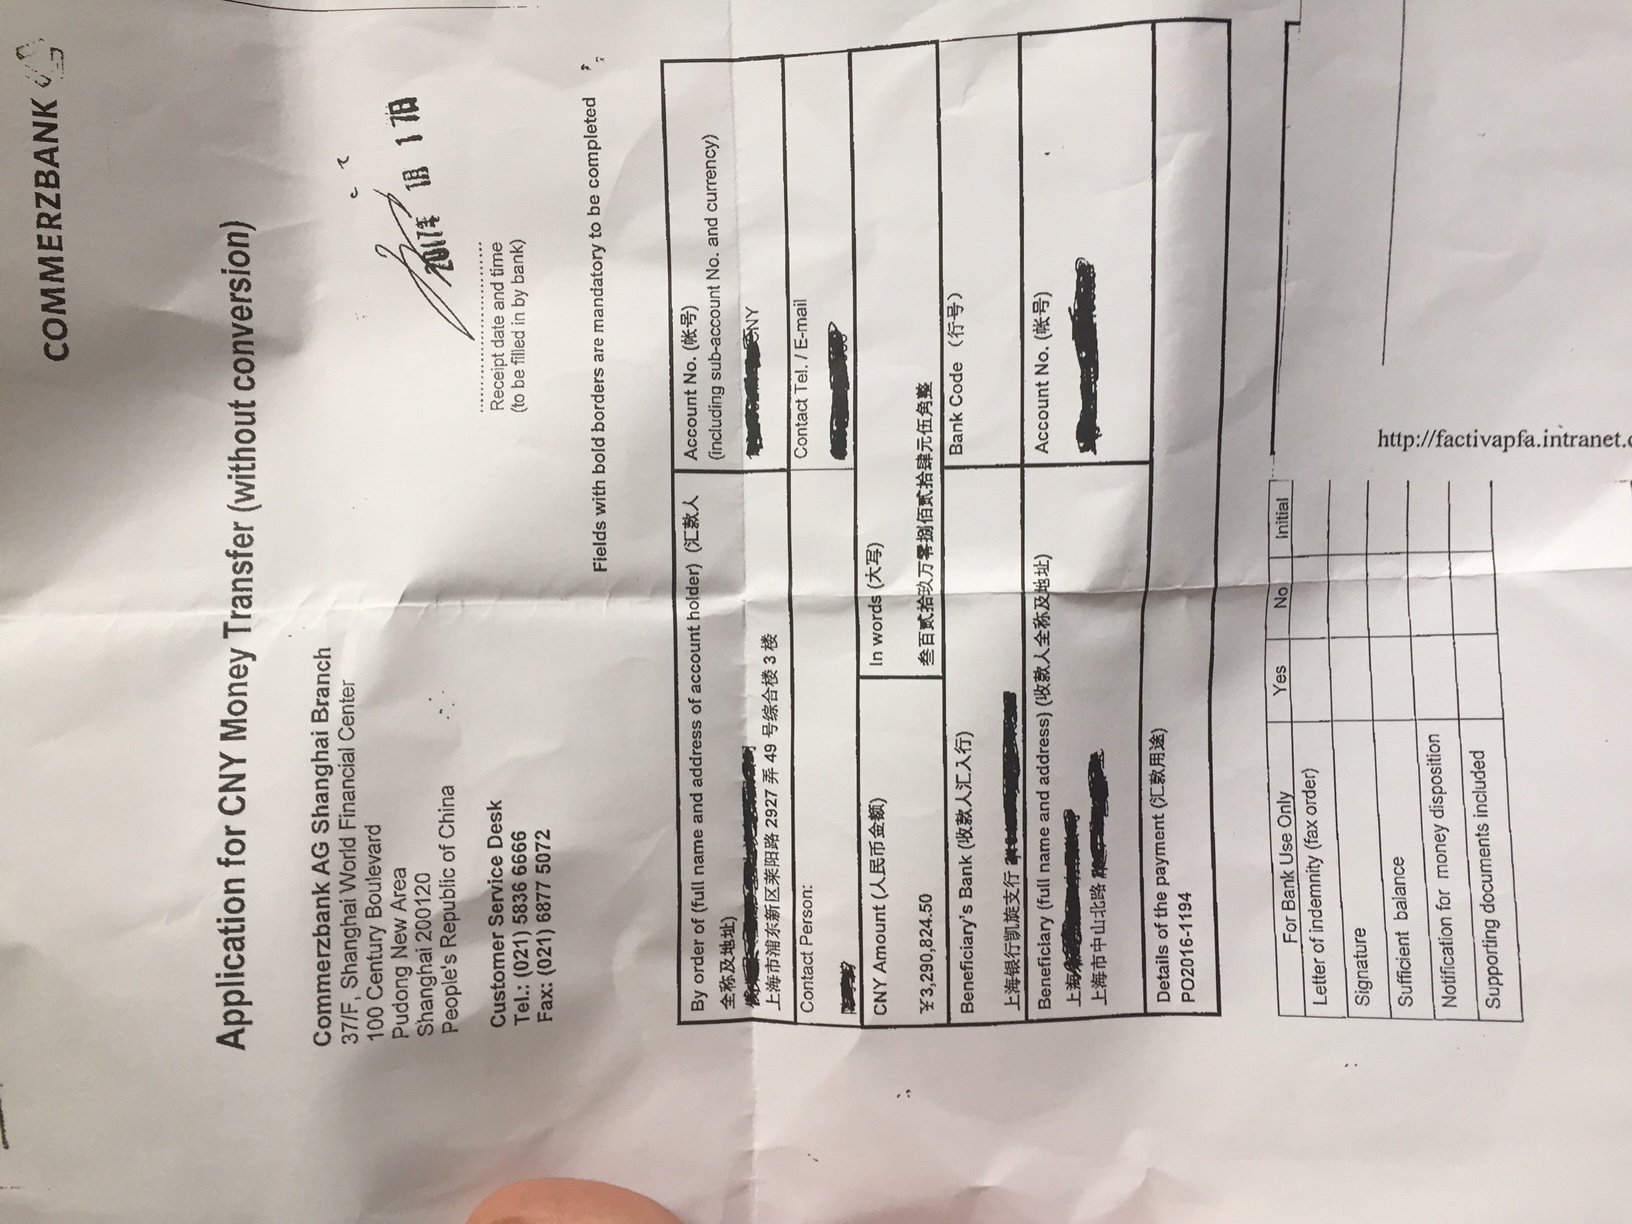 COMMERZBANK
Application for CNY Money Transfer (without conversion)
Commerzbank AG Shanghai Branch
37/F, Shanghai World Financial Center
100 Century Boulevard
Pudong New Area
Shanghai 200120
People's Republic of China
2017年 1月 17日
Customer Service Desk
Tel.: (021) 5836 6666
Fax: (021) 6877 5072
Receipt date and time
(to be filled in by bank)
Fields with bold borders are mandatory to be completed
By order of (full name and address of account holder) (汇款人
全称及地址)
上海市浦东新区莱阳路 2927 弄 49 号综合楼 3 楼
Account No. (帐号)
(including sub-account No. and currency)
CNY
Contact Person:
Contact Tel. / E-mail
CNY Amount (人民币金额)
¥3,290,824.50
In words (大写)
叁百贰拾玖万零捌佰贰拾肆元伍角整
Beneficiary's Bank (收款人汇入行)
上海银行凯旋支行
Bank Code （行号）
Beneficiary (full name and address) (收款人全称及地址)
上海
上海市中山北路
Account No. (帐号)
Details of the payment (汇款用途)
PO2016-1194
For Bank Use Only Yes No Initial
Letter of indemnity (fax order)
Signature
Sufficient balance
Notification for money disposition
Supporting documents included
http://factivapfa.intranet.